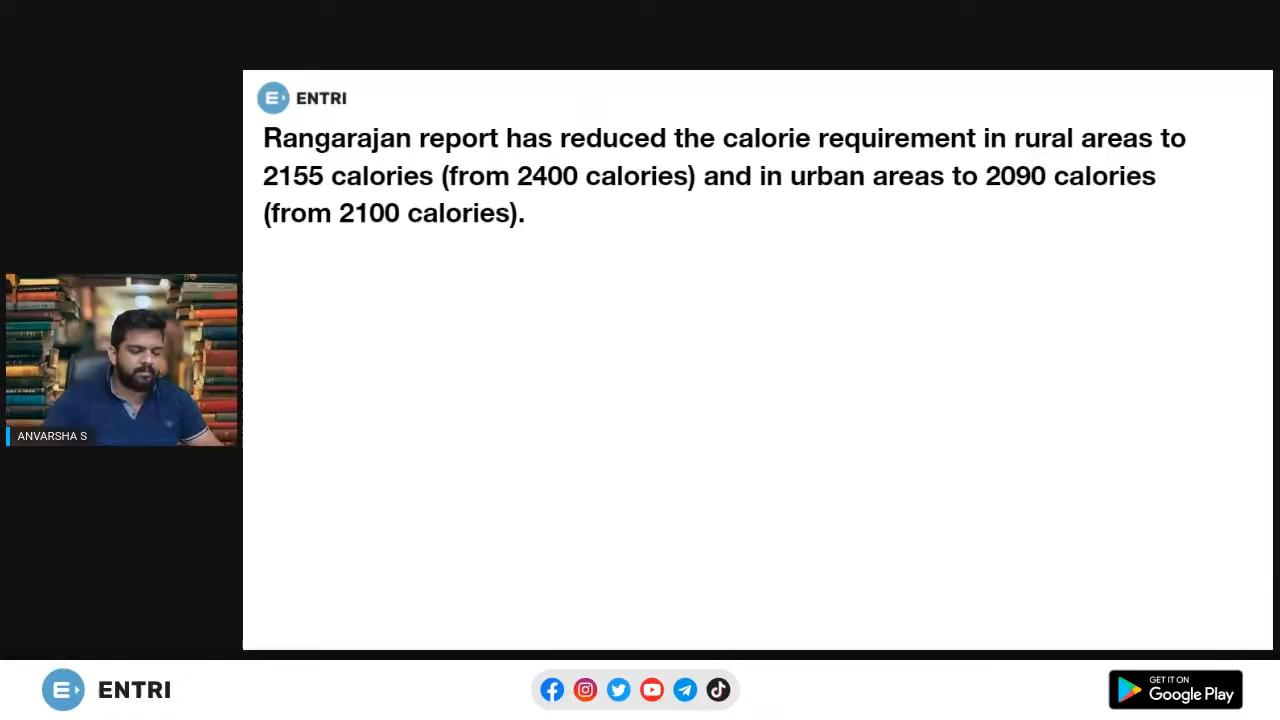 ENTRI
Rangarajan report has reduced the calorie requirement in rural areas to
2155 calories (from 2400 calories) and in urban areas to 2090 calories
(from 2100 calories).
ANVARSHA S
ENTRI
GET IT ON
Google Play